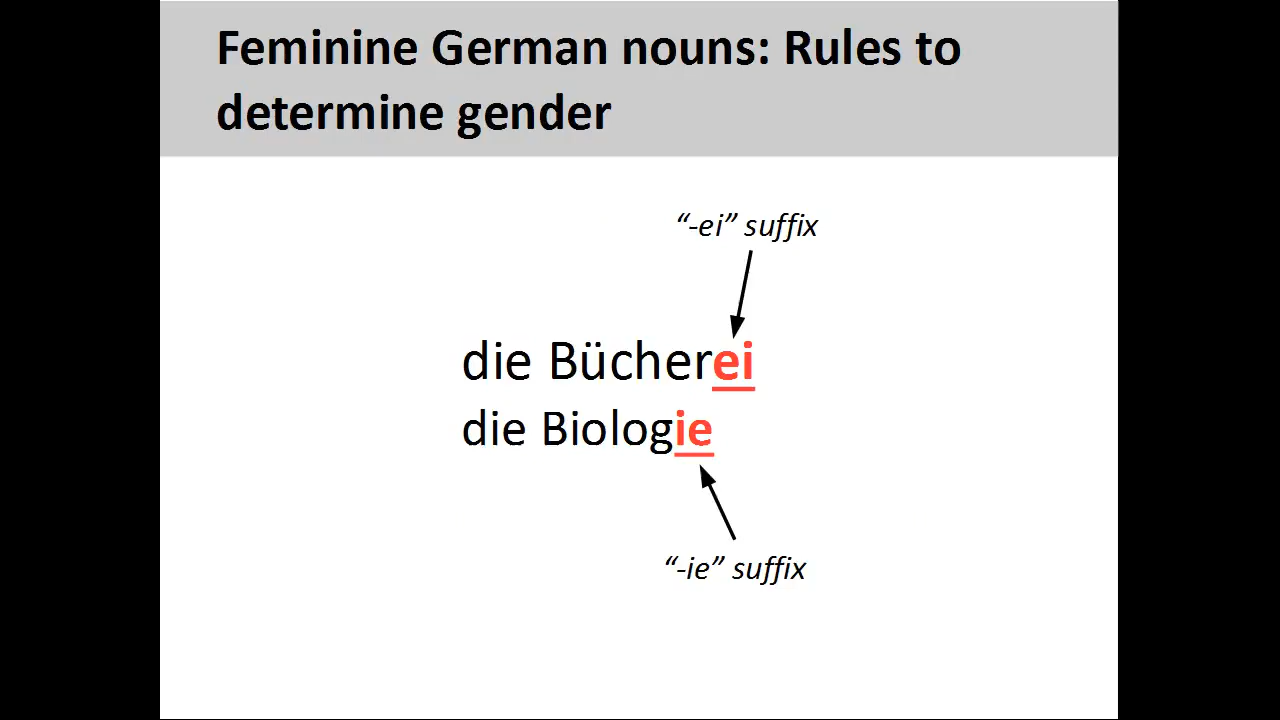 Feminine German nouns: Rules to
determine gender
“-ei” suffix
die Bücherei
die Biologie
“-ie” suffix